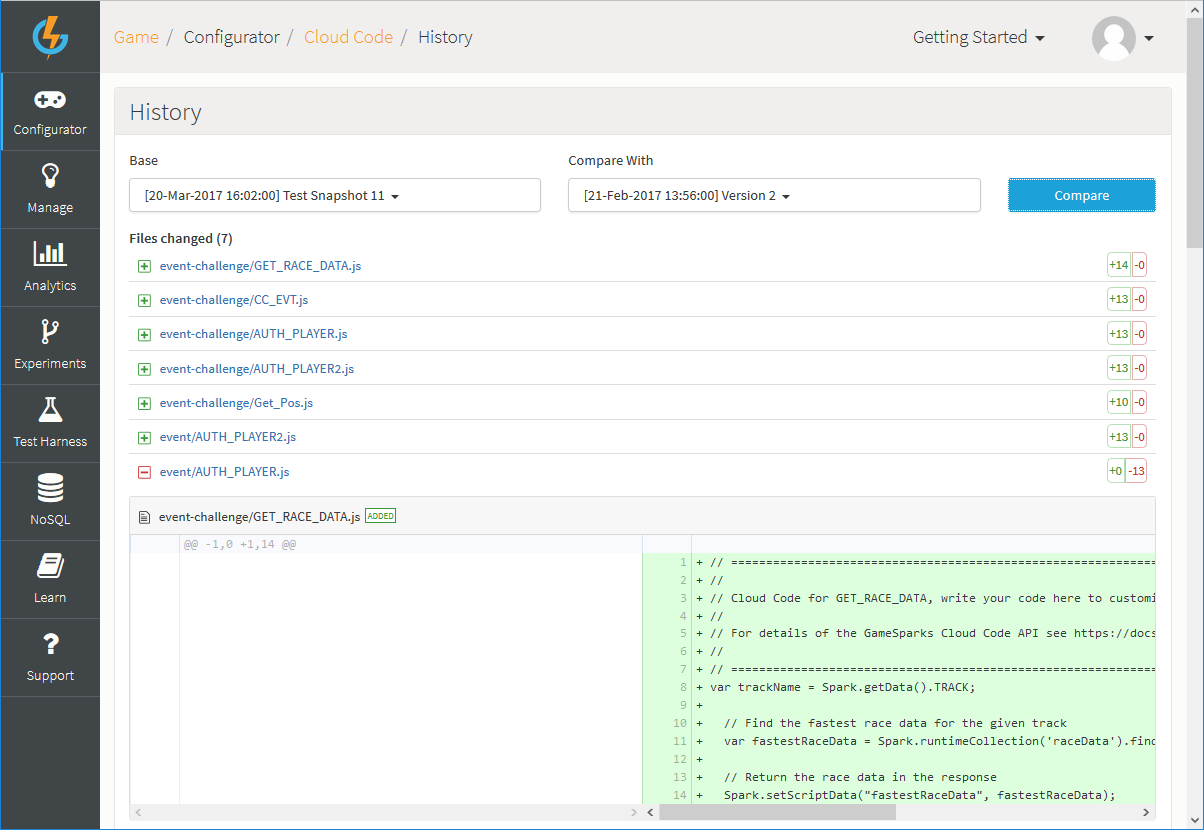 Game / Configurator / Cloud Code / History
Getting Started
Configurator
Manage
Analytics
Experiments
Test Harness
NoSQL
Learn
Support
History
Base
Compare With
[20-Mar-2017 16:02:00] Test Snapshot 11
[21-Feb-2017 13:56:00] Version 2
Compare
Files changed (7)
event-challenge/GET_RACE_DATA.js +14 -0
event-challenge/CC_EVT.js +13 -0
event-challenge/AUTH_PLAYER.js +13 -0
event-challenge/AUTH_PLAYER2.js +13 -0
event-challenge/Get_Pos.js +10 -0
event/AUTH_PLAYER2.js +13 -0
event/AUTH_PLAYER.js +0 -13
event-challenge/GET_RACE_DATA.js ADDED
@@ -1,0 +1,14 @@
1 + // =============================================================
2 + //
3 + // Cloud Code for GET_RACE_DATA, write your code here to customi
4 + //
5 + // For details of the GameSparks Cloud Code API see https://docs
6 + //
7 + // =============================================================
8 + var trackName = Spark.getData().TRACK;
9 +
10 + // Find the fastest race data for the given track
11 + var fastestRaceData = Spark.runtimeCollection('raceData').find
12 +
13 + // Return the race data in the response
14 + Spark.setScriptData("fastestRaceData", fastestRaceData);